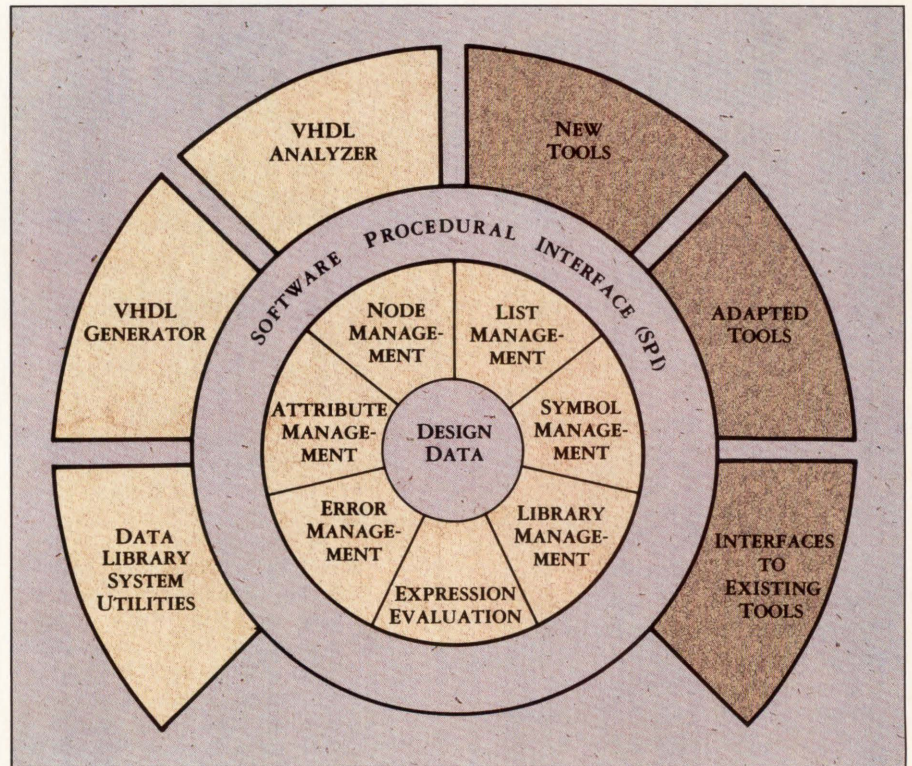 VHDL
ANALYZER
NEW
TOOLS
VHDL
GENERATOR
ADAPTED
TOOLS
DATA
LIBRARY
SYSTEM
UTILITIES
INTERFACES
TO
EXISTING
TOOLS
SOFTWARE PROCEDURAL INTERFACE (SPI)
NODE
MANAGE-
MENT
LIST
MANAGE-
MENT
ATTRIBUTE
MANAGE-
MENT
SYMBOL
MANAGE-
MENT
ERROR
MANAGE-
MENT
LIBRARY
MANAGE-
MENT
EXPRESSION
EVALUATION
DESIGN
DATA